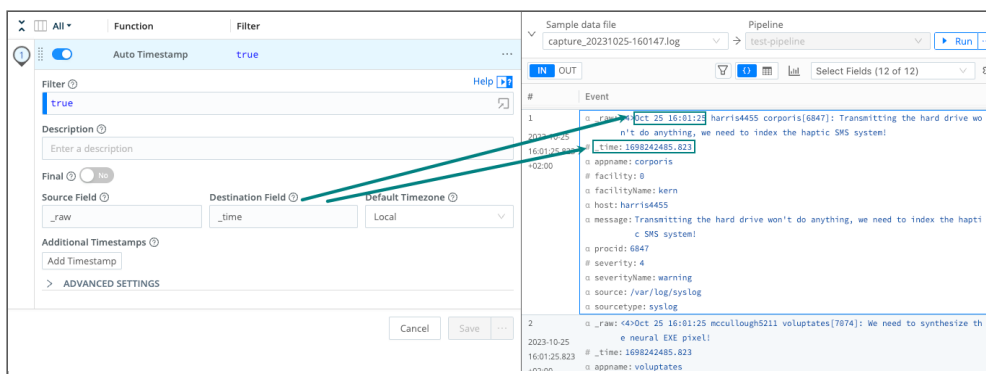 All Function Filter
1 Auto Timestamp true ...
Filter
Help
true
Description
Enter a description
Final No
Source Field Destination Field Default Timezone
_raw _time Local
Additional Timestamps
Add Timestamp
> ADVANCED SETTINGS
Cancel Save ...
Sample data file Pipeline
capture_20231025-160147.log → test-pipeline Run
IN OUT Select Fields (12 of 12)
# Event
1
2023-10-25
16:01:25.823
+02:00
α _raw: <4>Oct 25 16:01:25 harris4455 corporis[6847]: Transmitting the hard drive wo
n't do anything, we need to index the haptic SMS system!
# _time: 1698242485.823
α appname: corporis
# facility: 0
α facilityName: kern
α host: harris4455
α message: Transmitting the hard drive won't do anything, we need to index the hapti
c SMS system!
α procid: 6847
# severity: 4
α severityName: warning
α source: /var/log/syslog
α sourcetype: syslog
2
2023-10-25
16:01:25.823
+02:00
α _raw: <4>Oct 25 16:01:25 mccullough5211 voluptates[7074]: We need to synthesize th
e neural EXE pixel!
# _time: 1698242485.823
α appname: voluptates